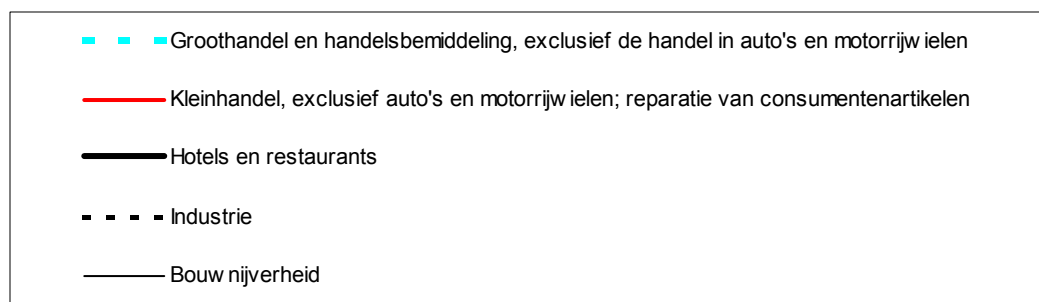 Groothandel en handelsbemiddeling, exclusief de handel in auto's en motorrijwielen
Kleinhandel, exclusief auto's en motorrijwielen; reparatie van consumentenartikelen
Hotels en restaurants
Industrie
Bouwnijverheid